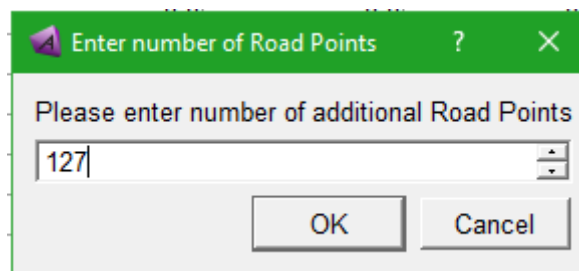 Enter number of Road Points ? ×
Please enter number of additional Road Points
127
OK Cancel